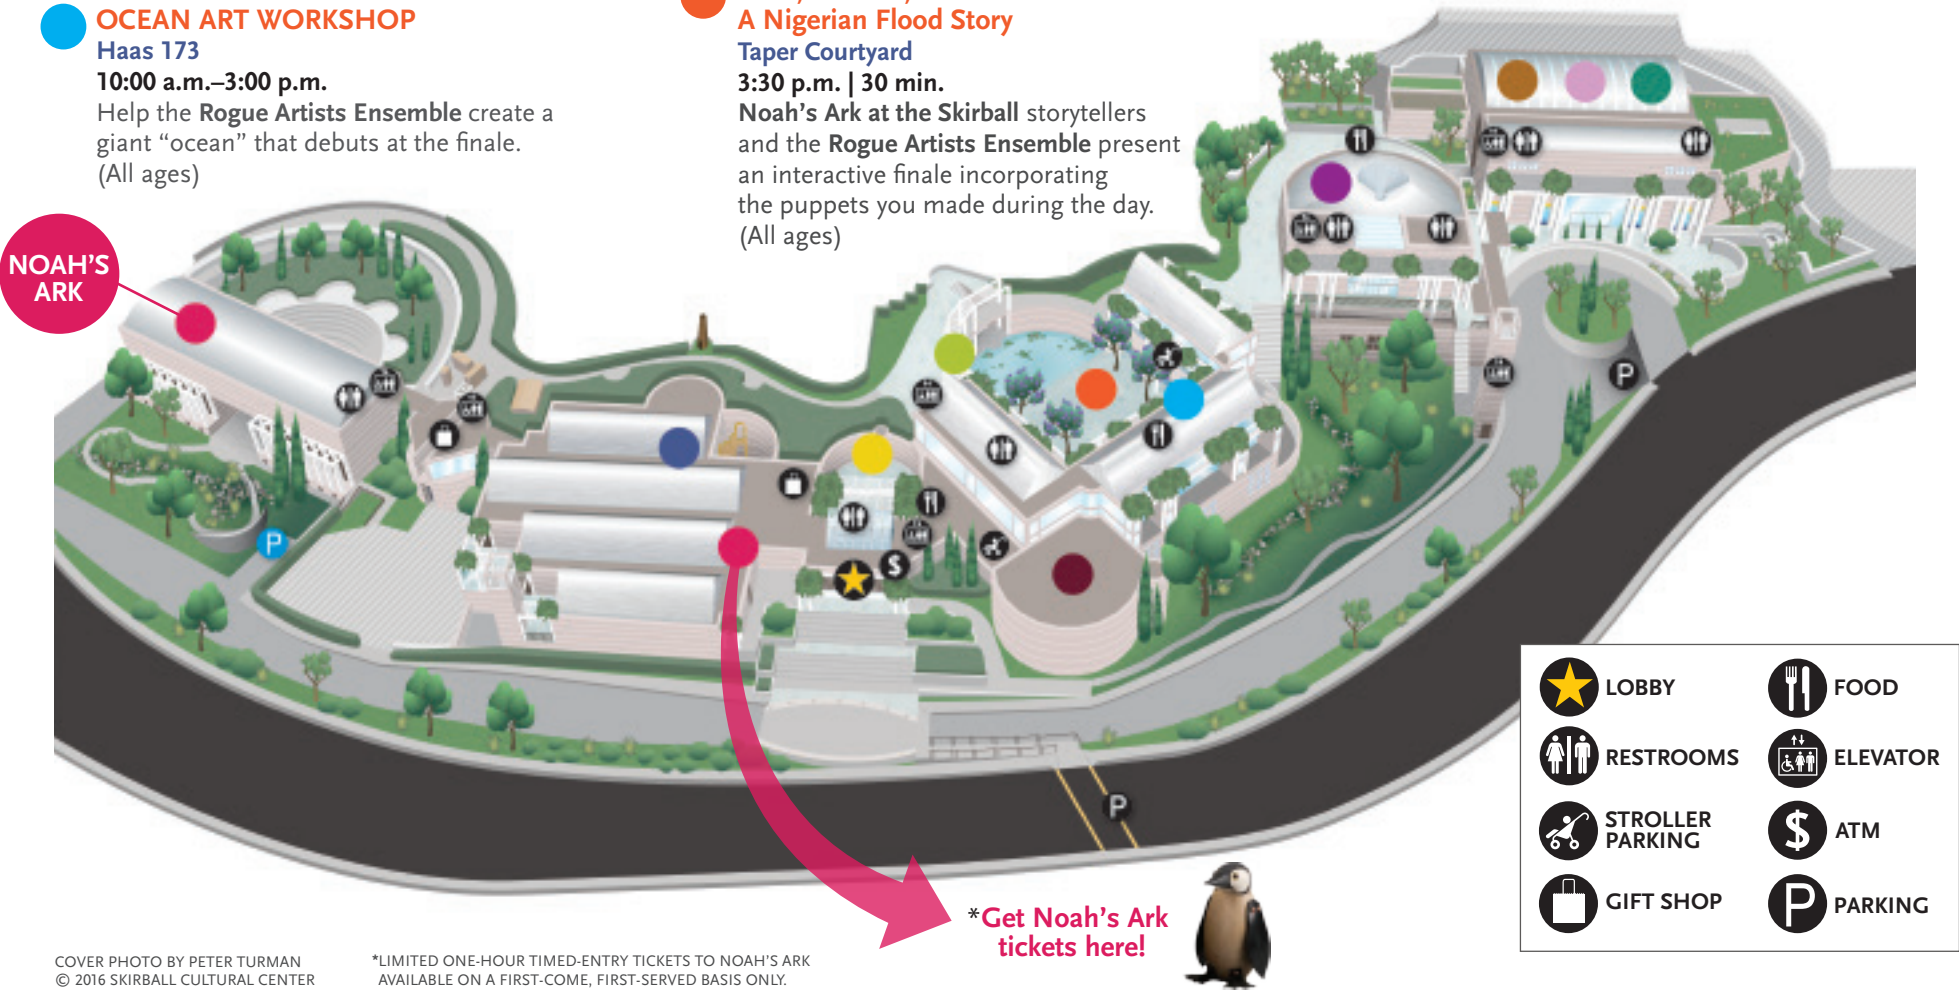 OCEAN ART WORKSHOP
Haas 173
10:00 a.m.–3:00 p.m.
Help the Rogue Artists Ensemble create a
giant “ocean” that debuts at the finale.
(All ages)
A Nigerian Flood Story
Taper Courtyard
3:30 p.m. | 30 min.
Noah’s Ark at the Skirball storytellers
and the Rogue Artists Ensemble present
an interactive finale incorporating
the puppets you made during the day.
(All ages)
NOAH’S
ARK
P
P
$
P
LOBBY
FOOD
RESTROOMS
ELEVATOR
STROLLER
PARKING
$ ATM
GIFT SHOP
P PARKING
*Get Noah’s Ark
tickets here!
COVER PHOTO BY PETER TURMAN
© 2016 SKIRBALL CULTURAL CENTER
*LIMITED ONE-HOUR TIMED-ENTRY TICKETS TO NOAH’S ARK
AVAILABLE ON A FIRST-COME, FIRST-SERVED BASIS ONLY.